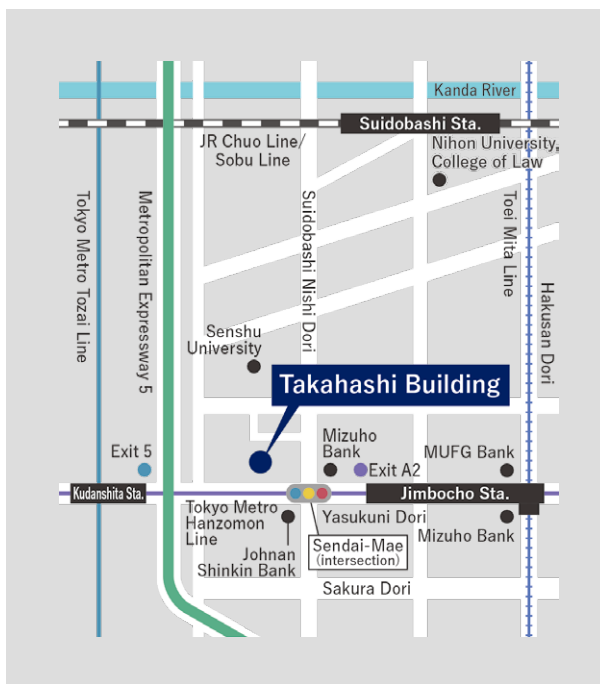 Kanda River
Suidobashi Sta.
JR Chuo Line/
Sobu Line
Nihon University,
College of Law
Tokyo Metro Tozai Line
Metropolitan Expressway 5
Suidobashi Nishi Dori
Toei Mita Line
Hakusan Dori
Senshu
University
Takahashi Building
Exit 5
Mizuho
Bank
Exit A2
MUFG Bank
Kudanshita Sta.
Jimbocho Sta.
Tokyo Metro
Hanzomon
Line
Yasukuni Dori
Mizuho Bank
Johnan
Shinkin Bank
Sendai-Mae
(intersection)
Sakura Dori